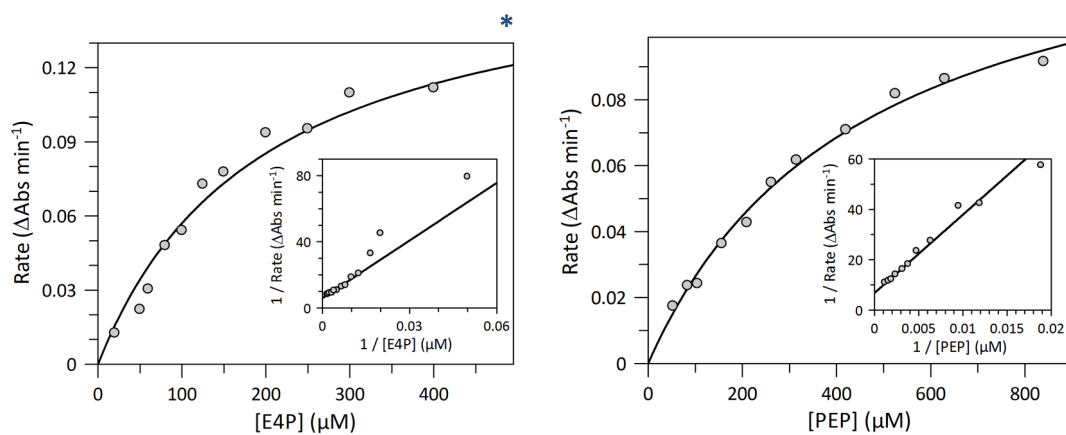 *
0.12
0.09
0.06
0.03
0
Rate (ΔAbs min⁻¹)
0 100 200 300 400
[E4P] (µM)
80
40
0
1 / Rate (ΔAbs min⁻¹)
0 0.03 0.06
1 / [E4P] (µM)
0.08
0.06
0.04
0.02
0
Rate (ΔAbs min⁻¹)
0 200 400 600 800
[PEP] (µM)
60
40
20
0
1 / Rate (ΔAbs min⁻¹)
0 0.005 0.01 0.015 0.02
1 / [PEP] (µM)